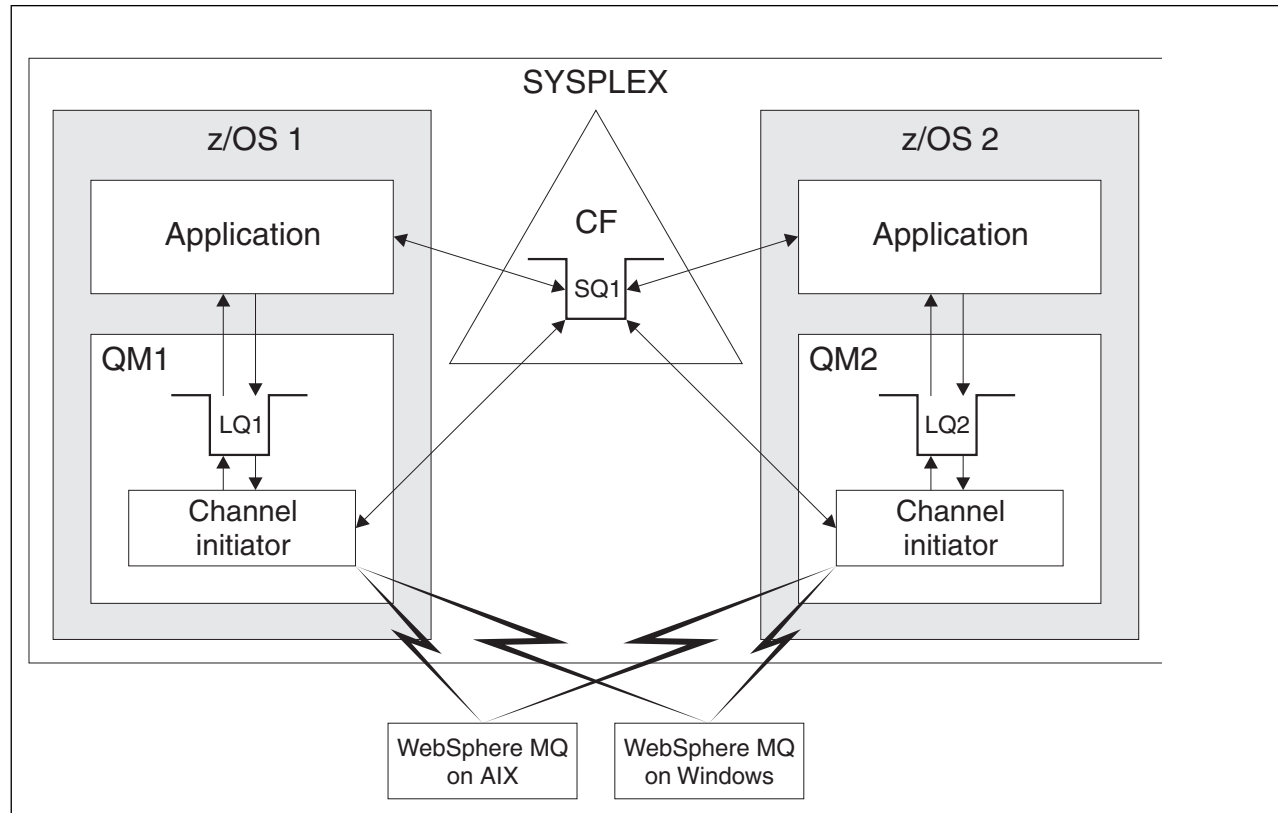 SYSPLEX
z/OS 1
Application
QM1
LQ1
Channel
initiator
CF
SQ1
z/OS 2
Application
QM2
LQ2
Channel
initiator
WebSphere MQ
on AIX
WebSphere MQ
on Windows